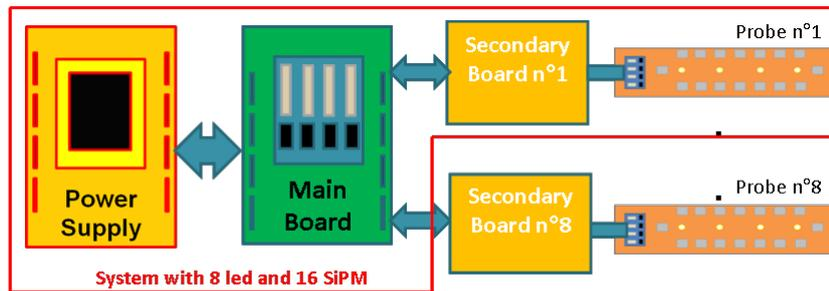 Probe n°1
Secondary
Board n°1
Power
Supply
Main
Board
Probe n°8
Secondary
Board n°8
System with 8 led and 16 SiPM